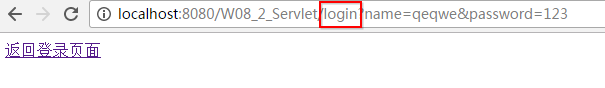 localhost:8080/W08_2_Servlet/login?name=qeqwe&password=123
返回登录页面